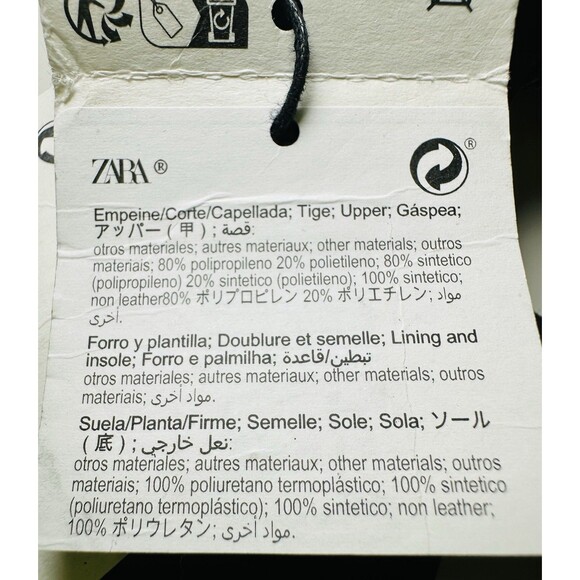 ZARA ®
®
Empeine/Corte/Capellada; Tige; Upper; Gáspea;
アッパー ( 甲 ) ; قصة:
otros materiales; autres materiaux; other materials; outros
materiais; 80% polipropileno 20% polietileno; 80% sintetico
(polipropileno) 20% sintetico (polietileno); 100% sintetico;
non leather80% ポリプロピレン 20% ポリエチレン; مواد
أخرى.
Forro y plantilla; Doublure et semelle; Lining and
insole; Forro e palmilha; تبطين/قاعدة:
otros materiales; autres materiaux; other materials; outros
materiais; مواد أخرى.
Suela/Planta/Firme; Semelle; Sole; Sola; ソール
( 底 ) ; نعل خارجي:
otros materiales; autres materiaux; other materials; outros
materiais; 100% poliuretano termoplástico; 100% sintetico
(poliuretano termoplástico); 100% sintetico; non leather;
100% ポリウレタン; مواد أخرى.